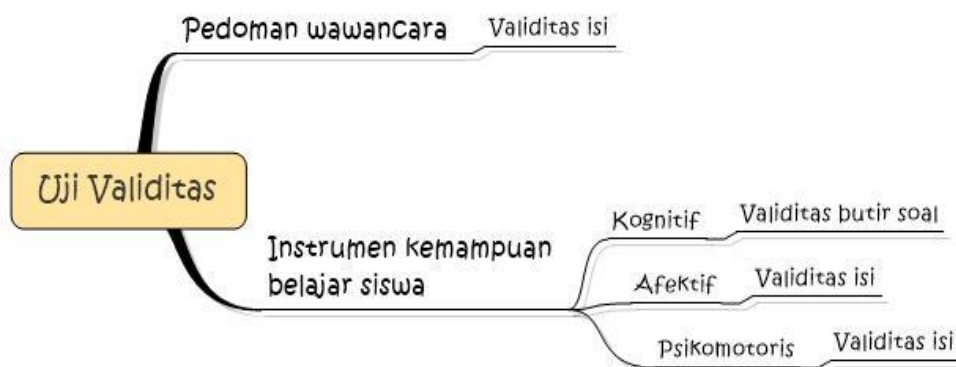 Pedoman wawancara
Validitas isi
Uji Validitas
Instrumen kemampuan
belajar siswa
Kognitif
Validitas butir soal
Afektif
Validitas isi
Psikomotoris
Validitas isi